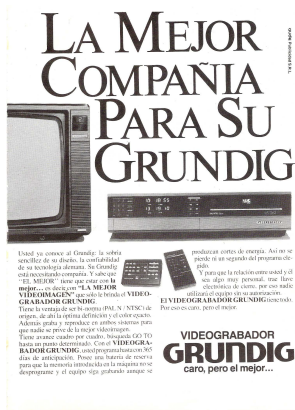 LA MEJOR
COMPAÑIA
PARA SU
GRUNDIG
Usted ya conoce al Grundig: la sobria
sencillez de su diseño, la confiabilidad
de su tecnología alemana. Su Grundig
está necesitando compañía. Y sabe que
"EL MEJOR" tiene que estar con lo
mejor... es decir, con "LA MEJOR
VIDEOIMAGEN" que sólo le brinda el VIDEO-
GRABADOR GRUNDIG
Tiene la ventaja de ser bi-norma (PAL N / NTSC) de
origen, de ahí la óptima definición y el color exacto.
Además graba y reproduce en ambos sistemas para
que nadie se prive de la mejor videoimagen.
Tiene avance cuadro por cuadro, búsqueda GO TO
hasta un punto determinado. Con el VIDEOGRA-
BADOR GRUNDIG, usted programa hasta con 365
días de anticipación. Posee una batería de reserva
para que la memoria introducida en la máquina no se
desprograme y el equipo siga grabando aunque se
produzcan cortes de energía. Así no se
pierde ni un segundo del programa ele-
gido.
Y para que la relación entre usted y él
sea algo muy personal, trae llave
electrónica de cierre, por eso nadie
utilizará el equipo sin su autorización.
El VIDEOGRABADOR GRUNDIG tiene todo.
Por eso es caro, pero el mejor.
VIDEOGRABADOR
GRUNDIG
caro, pero el mejor...